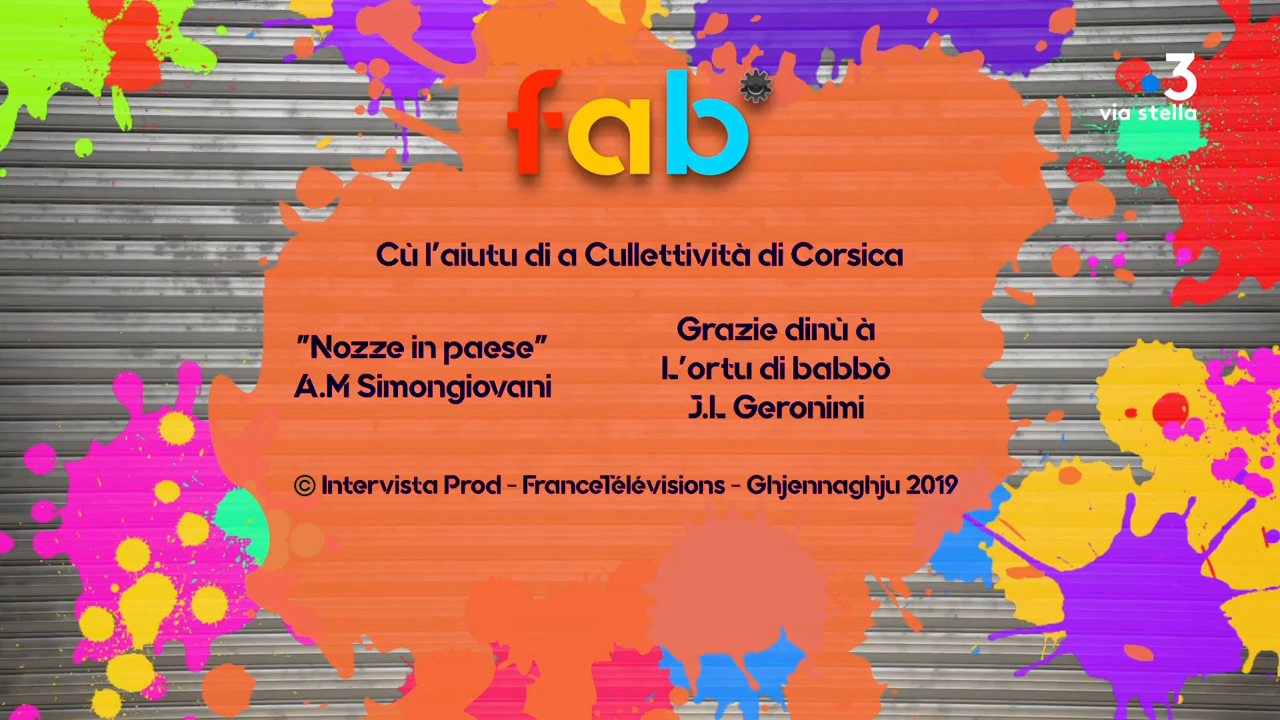 fab
3
via stella
Cù l'aiutu di a Cullettività di Corsica
"Nozze in paese"
A.M Simongiovani
Grazie dinù à
L'ortu di babbò
J.L Geronimi
© Intervista Prod - FranceTélévisions - Ghjennaghju 2019